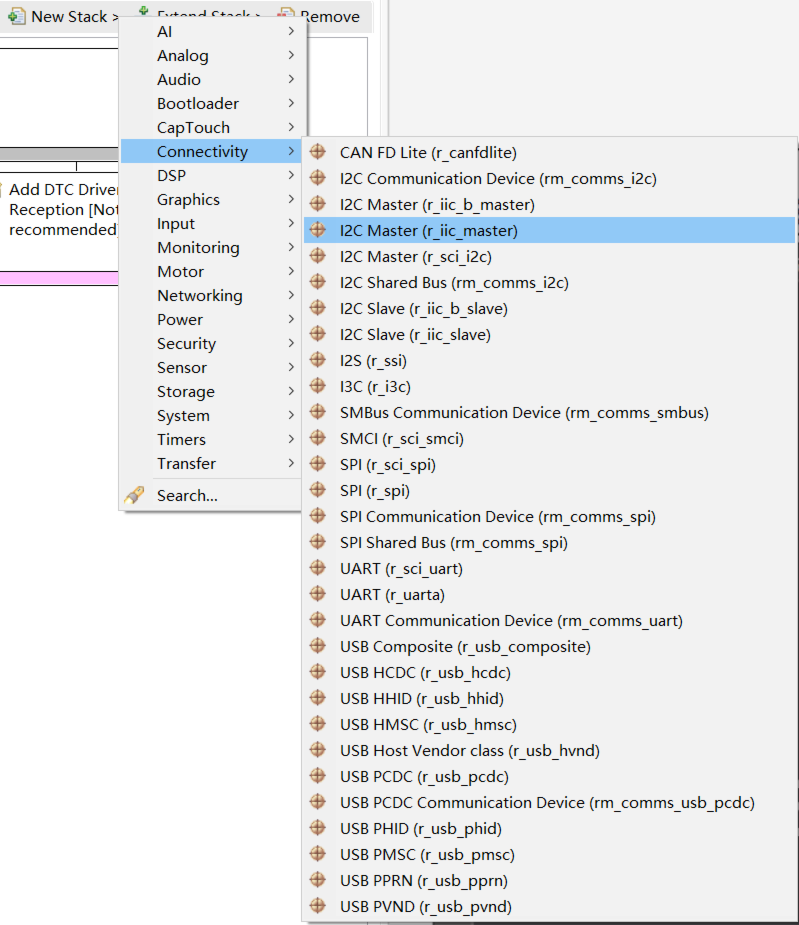 New Stack > Extend Stack > Remove
AI
Analog
Audio
Bootloader
CapTouch
Connectivity
DSP
Graphics
Input
Monitoring
Motor
Networking
Power
Security
Sensor
Storage
System
Timers
Transfer
Search...
Add DTC Driver
Reception [Not
recommended]
CAN FD Lite (r_canfdlite)
I2C Communication Device (rm_comms_i2c)
I2C Master (r_iic_b_master)
I2C Master (r_iic_master)
I2C Master (r_sci_i2c)
I2C Shared Bus (rm_comms_i2c)
I2C Slave (r_iic_b_slave)
I2C Slave (r_iic_slave)
I2S (r_ssi)
I3C (r_i3c)
SMBus Communication Device (rm_comms_smbus)
SMCI (r_sci_smci)
SPI (r_sci_spi)
SPI (r_spi)
SPI Communication Device (rm_comms_spi)
SPI Shared Bus (rm_comms_spi)
UART (r_sci_uart)
UART (r_uarta)
UART Communication Device (rm_comms_uart)
USB Composite (r_usb_composite)
USB HCDC (r_usb_hcdc)
USB HHID (r_usb_hhid)
USB HMSC (r_usb_hmsc)
USB Host Vendor class (r_usb_hvnd)
USB PCDC (r_usb_pcdc)
USB PCDC Communication Device (rm_comms_usb_pcdc)
USB PHID (r_usb_phid)
USB PMSC (r_usb_pmsc)
USB PPRN (r_usb_pprn)
USB PVND (r_usb_pvnd)